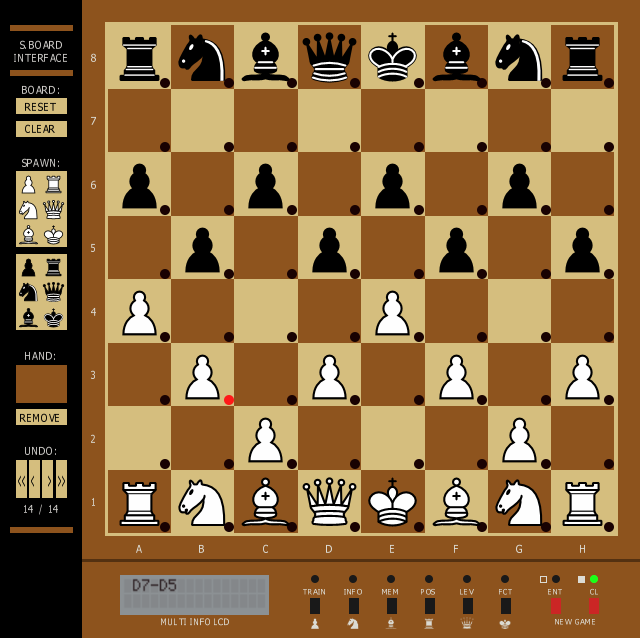 S.BOARD
INTERFACE
BOARD:
RESET
CLEAR
SPAWN:
HAND:
REMOVE
UNDO:
14 / 14
8
7
6
5
4
3
2
1
A B C D E F G H
D7-D5
MULTI INFO LCD
TRAIN INFO MEM POS LEV FCT ENT CL
NEW GAME